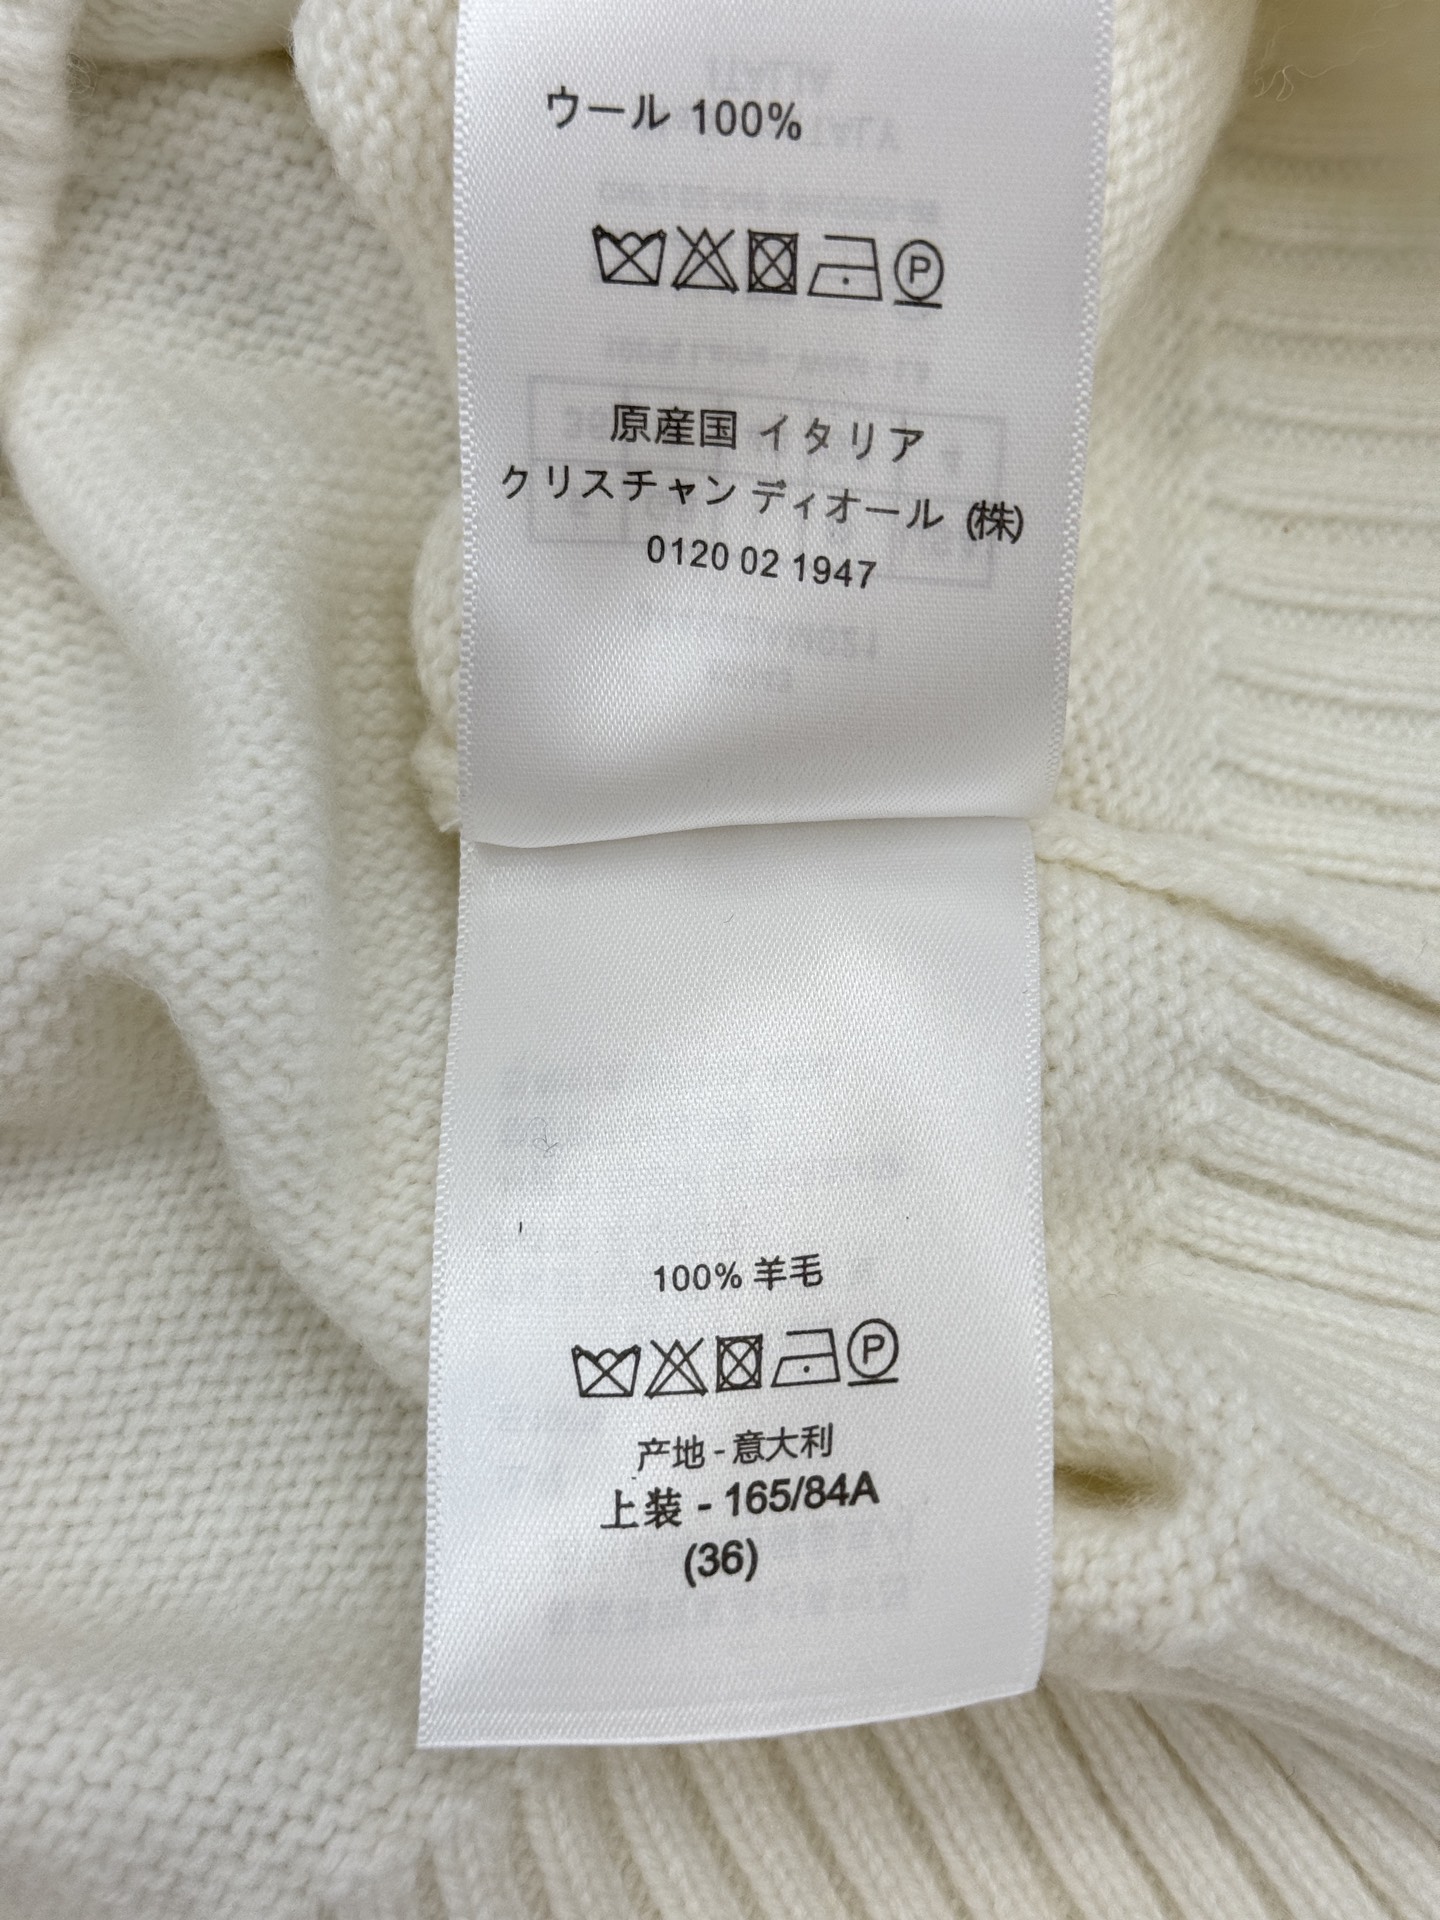 ウール 100%
P
原産国 イタリア
クリスチャン ディオール (株)
0120 02 1947
100% 羊毛
P
产地 - 意大利
上装 - 165/84A
(36)